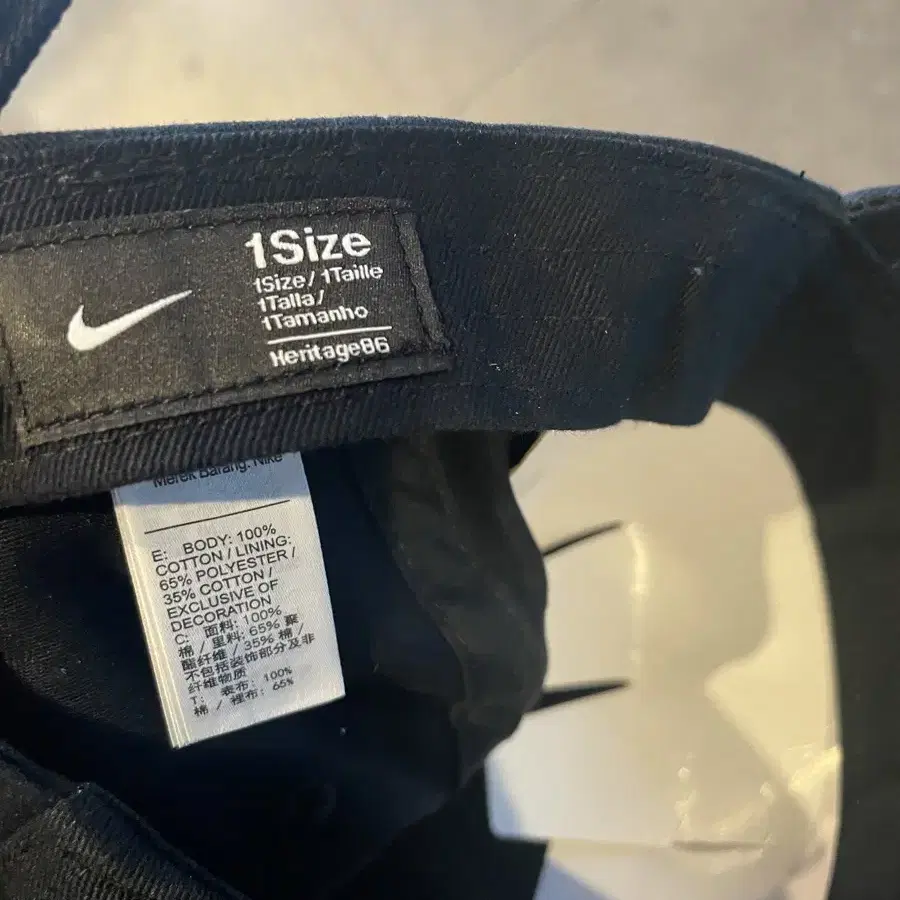 1Size
1Size/ 1Taille
1Talla/
1Tamanho
Heritage86
Merek Barang: Nike
E: BODY: 100%
COTTON / LINING:
65% POLYESTER /
35% COTTON /
EXCLUSIVE OF
DECORATION
C: 面料: 100%
棉 / 里料: 65% 聚
酯纤维 / 35% 棉 /
不包括装饰部分及非
纤维物质
T: 表布: 100%
棉 / 裡布: 65%